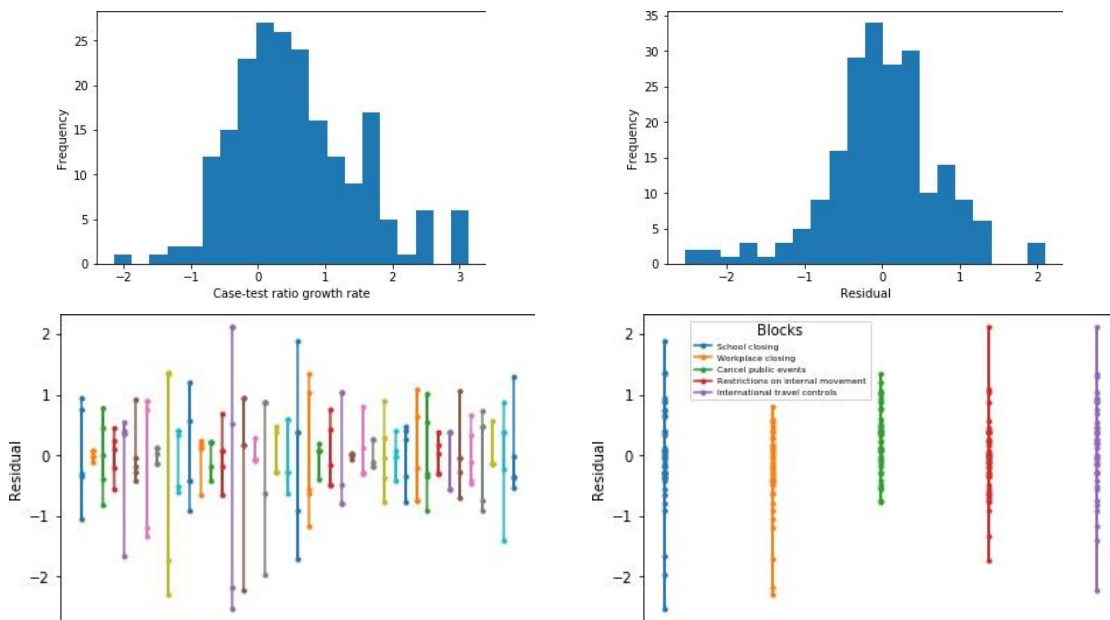 25
20
15
10
5
0
Frequency
−2
−1
0
1
2
3
Case-test ratio growth rate
35
30
25
20
15
10
5
0
Frequency
−2
−1
0
1
2
Residual
2
1
0
−1
−2
Residual
2
1
0
−1
−2
Residual
Blocks
School closing
Workplace closing
Cancel public events
Restrictions on internal movement
International travel controls